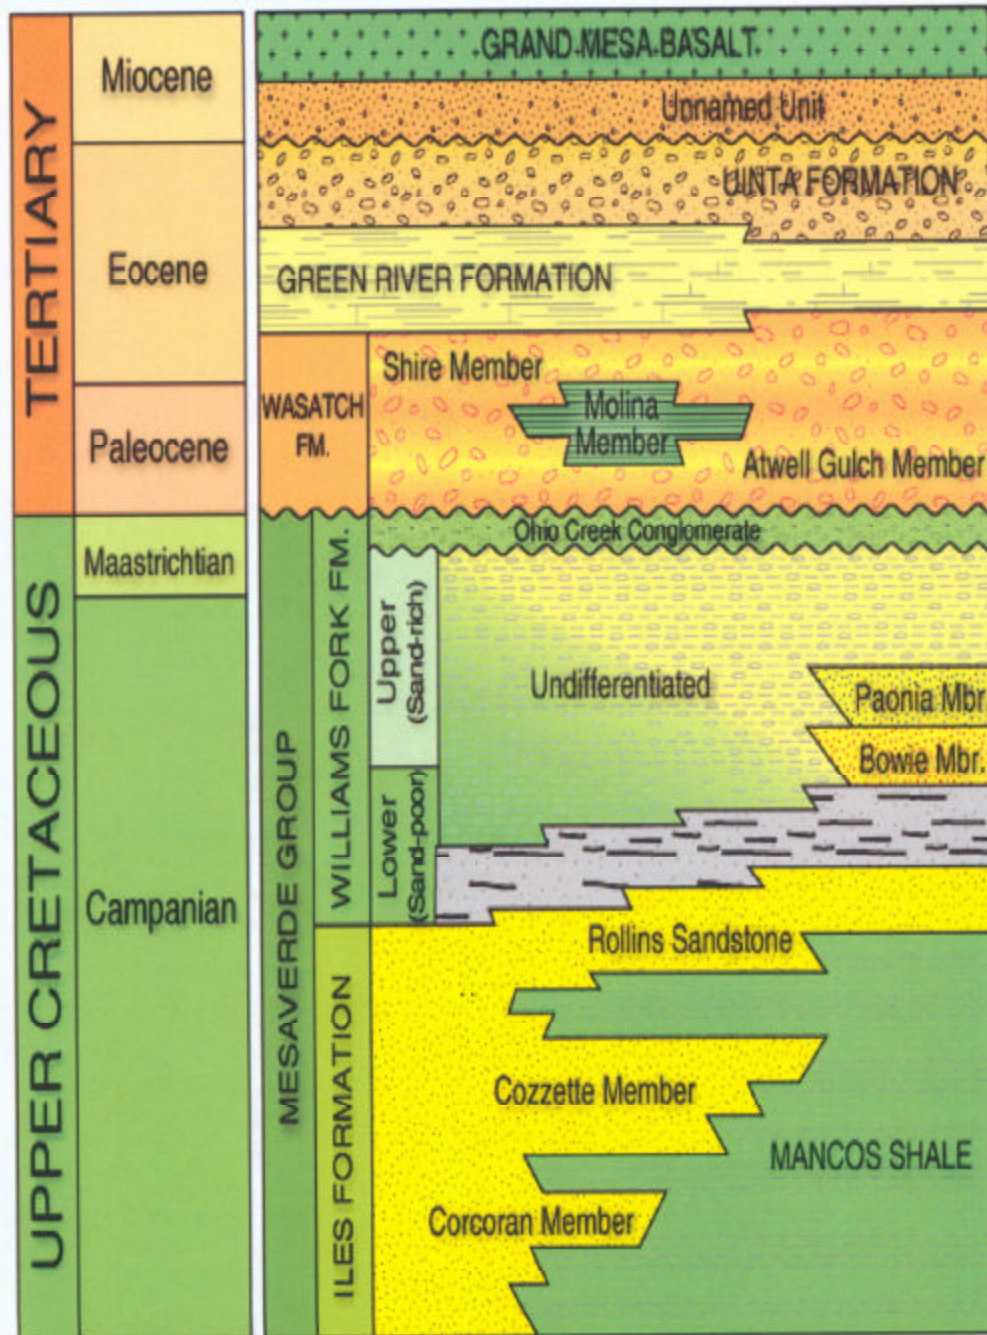 TERTIARY
UPPER CRETACEOUS
Miocene
Eocene
Paleocene
Maastrichtian
Campanian
GRAND MESA BASALT
Unnamed Unit
UINTA FORMATION
GREEN RIVER FORMATION
WASATCH
FM.
Shire Member
Molina
Member
Atwell Gulch Member
MESAVERDE GROUP
WILLIAMS FORK FM.
Ohio Creek Conglomerate
Upper
(Sand-rich)
Lower
(Sand-poor)
Undifferentiated
Paonia Mbr.
Bowie Mbr.
ILES FORMATION
Rollins Sandstone
Cozzette Member
MANCOS SHALE
Corcoran Member